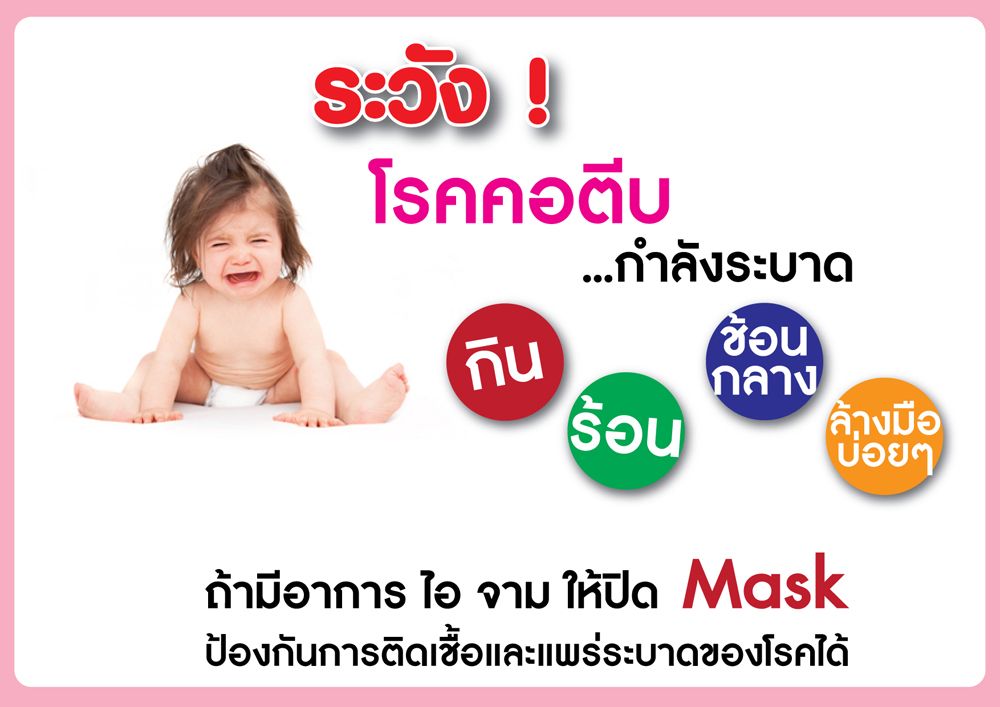 ระวัง !
โรคคอตีบ
...กำลังระบาด
กิน
ร้อน
ช้อน
กลาง
ล้างมือ
บ่อยๆ
ถ้ามีอาการ ไอ จาม ให้ปิด Mask
ป้องกันการติดเชื้อและแพร่ระบาดของโรคได้